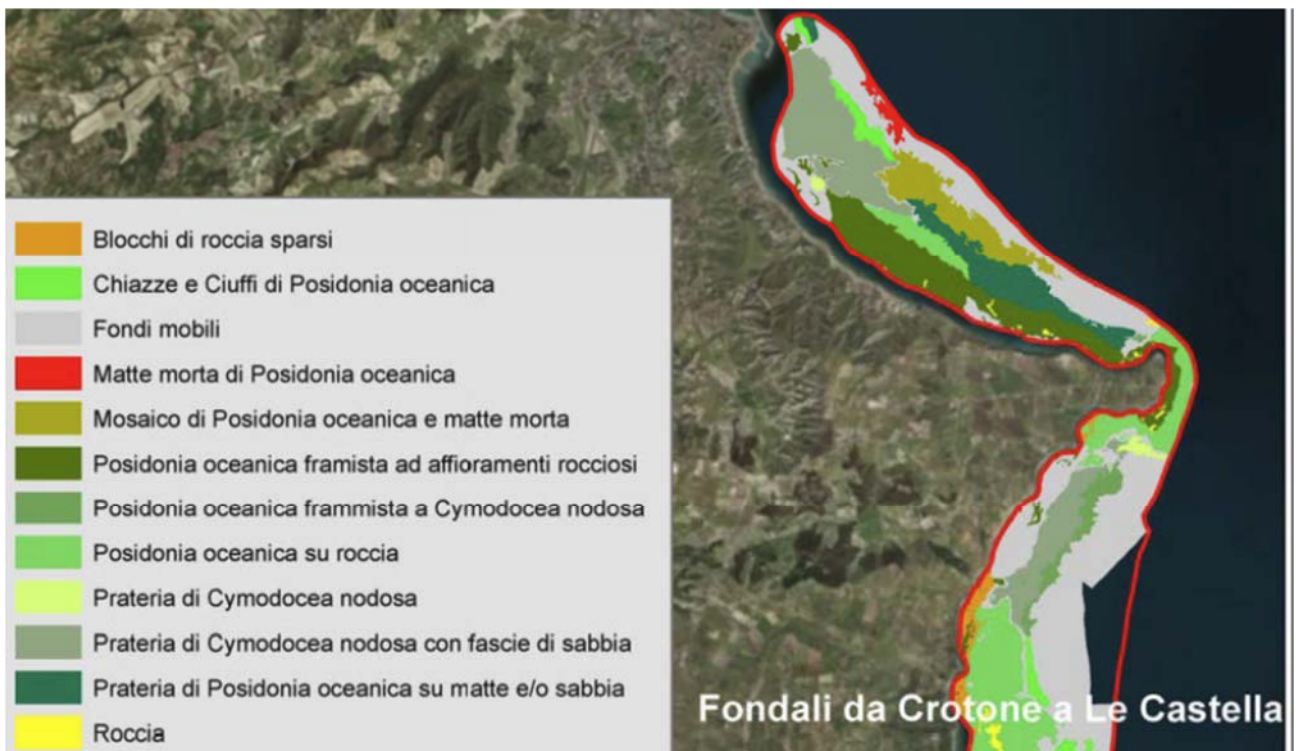 Blocchi di roccia sparsi
Chiazze e Ciuffi di Posidonia oceanica
Fondi mobili
Matte morta di Posidonia oceanica
Mosaico di Posidonia oceanica e matte morta
Posidonia oceanica framista ad affioramenti rocciosi
Posidonia oceanica frammista a Cymodocea nodosa
Posidonia oceanica su roccia
Prateria di Cymodocea nodosa
Prateria di Cymodocea nodosa con fascie di sabbia
Prateria di Posidonia oceanica su matte e/o sabbia
Roccia
Fondali da Crotone a Le Castella